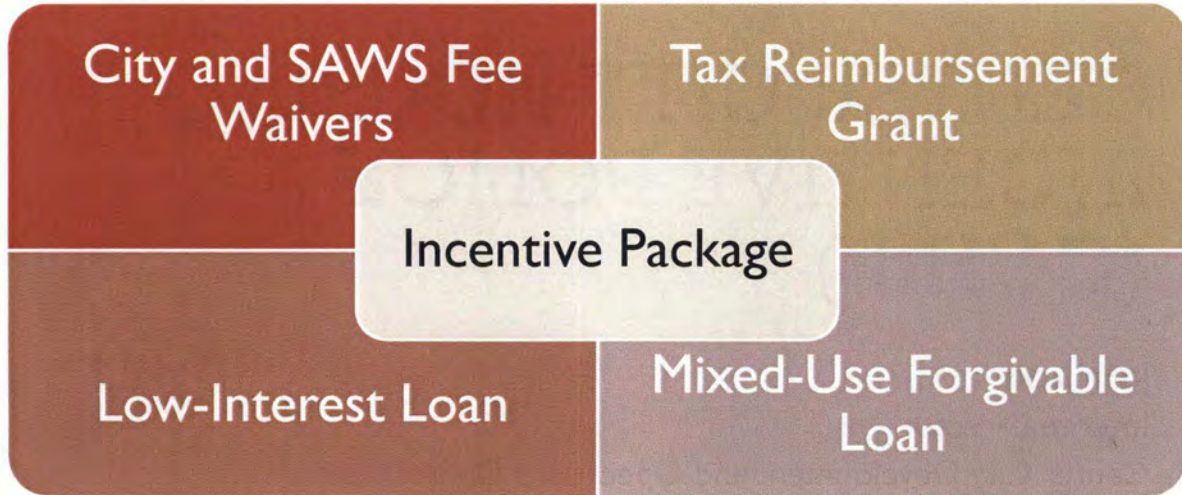 City and SAWS Fee
Waivers
Tax Reimbursement
Grant
Incentive Package
Low-Interest Loan
Mixed-Use Forgivable
Loan